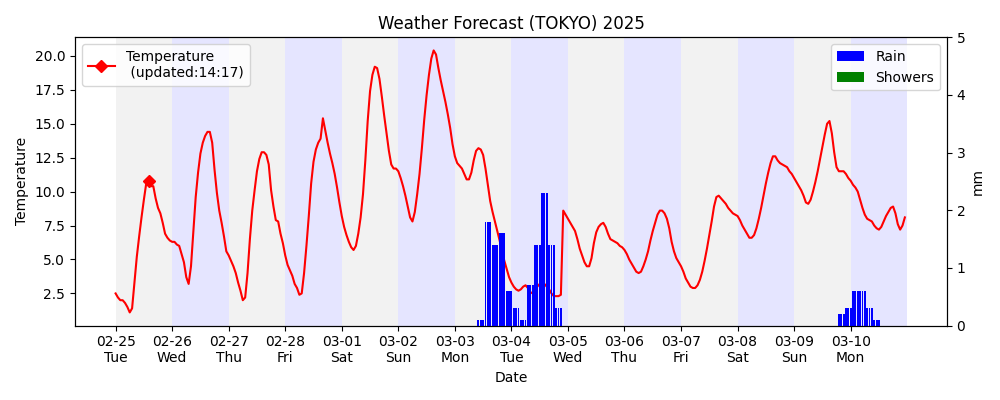 Weather Forecast (TOKYO) 2025
Temperature
(updated:14:17)
Rain
Showers
Temperature
20.0
17.5
15.0
12.5
10.0
7.5
5.0
2.5
5
4
3
2
1
0
mm
02-25 02-26 02-27 02-28 03-01 03-02 03-03 03-04 03-05 03-06 03-07 03-08 03-09 03-10
Tue Wed Thu Fri Sat Sun Mon Tue Wed Thu Fri Sat Sun Mon
Date